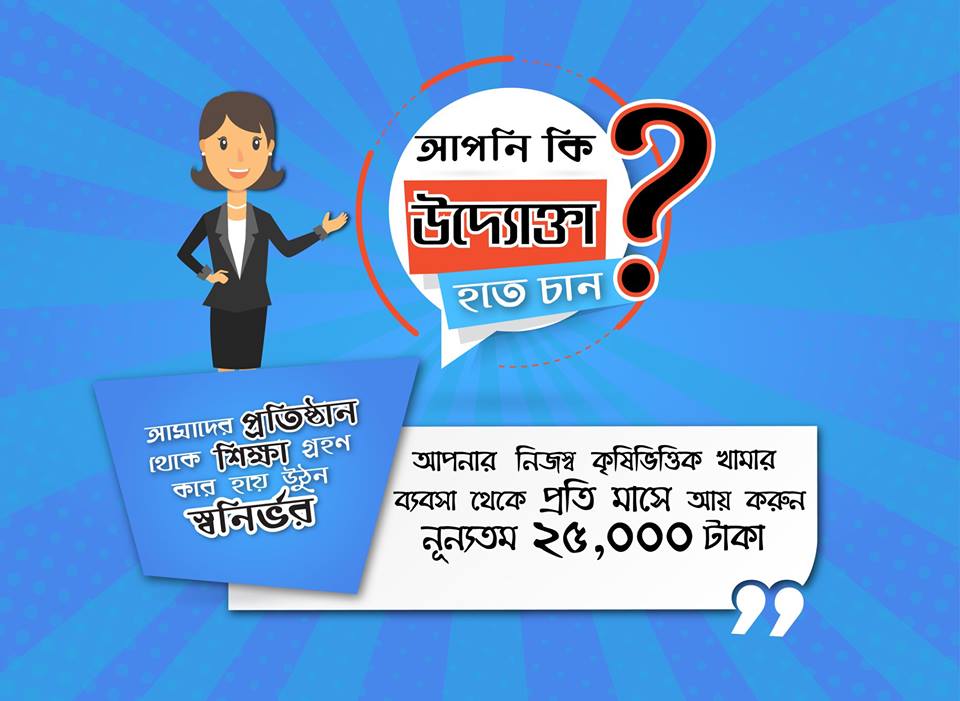 আপনি কি
উদ্যোক্তা
হতে চান
?
আমাদের প্রতিষ্ঠান
থেকে শিক্ষা গ্রহন
করে হয়ে উঠুন
স্বনির্ভর
আপনার নিজস্ব কৃষিভিত্তিক খামার
ব্যবসা থেকে প্রতি মাসে আয় করুন
নূন্যতম ২৫,০০০ টাকা
”